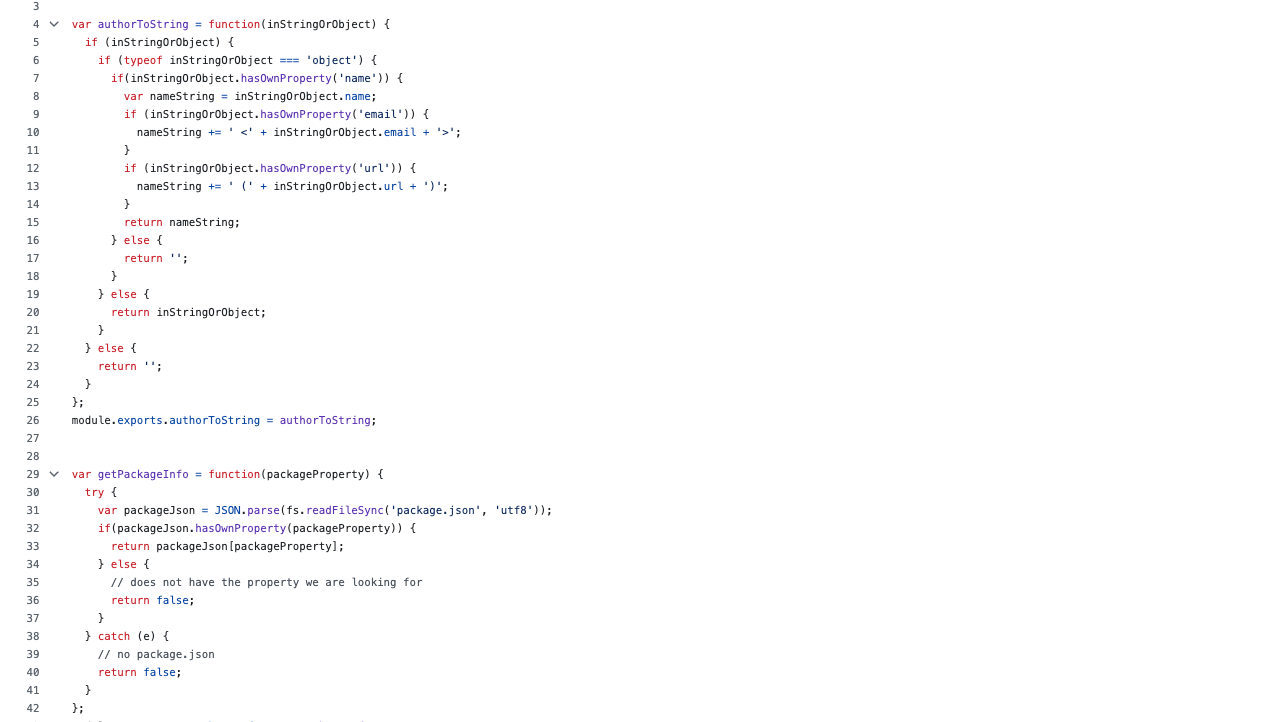 3
4 var authorToString = function(inStringOrObject) {
5 if (inStringOrObject) {
6 if (typeof inStringOrObject === 'object') {
7 if(inStringOrObject.hasOwnProperty('name')) {
8 var nameString = inStringOrObject.name;
9 if (inStringOrObject.hasOwnProperty('email')) {
10 nameString += ' <' + inStringOrObject.email + '>';
11 }
12 if (inStringOrObject.hasOwnProperty('url')) {
13 nameString += ' (' + inStringOrObject.url + ')';
14 }
15 return nameString;
16 } else {
17 return '';
18 }
19 } else {
20 return inStringOrObject;
21 }
22 } else {
23 return '';
24 }
25 };
26 module.exports.authorToString = authorToString;
27
28
29 var getPackageInfo = function(packageProperty) {
30 try {
31 var packageJson = JSON.parse(fs.readFileSync('package.json', 'utf8'));
32 if(packageJson.hasOwnProperty(packageProperty)) {
33 return packageJson[packageProperty];
34 } else {
35 // does not have the property we are looking for
36 return false;
37 }
38 } catch (e) {
39 // no package.json
40 return false;
41 }
42 };